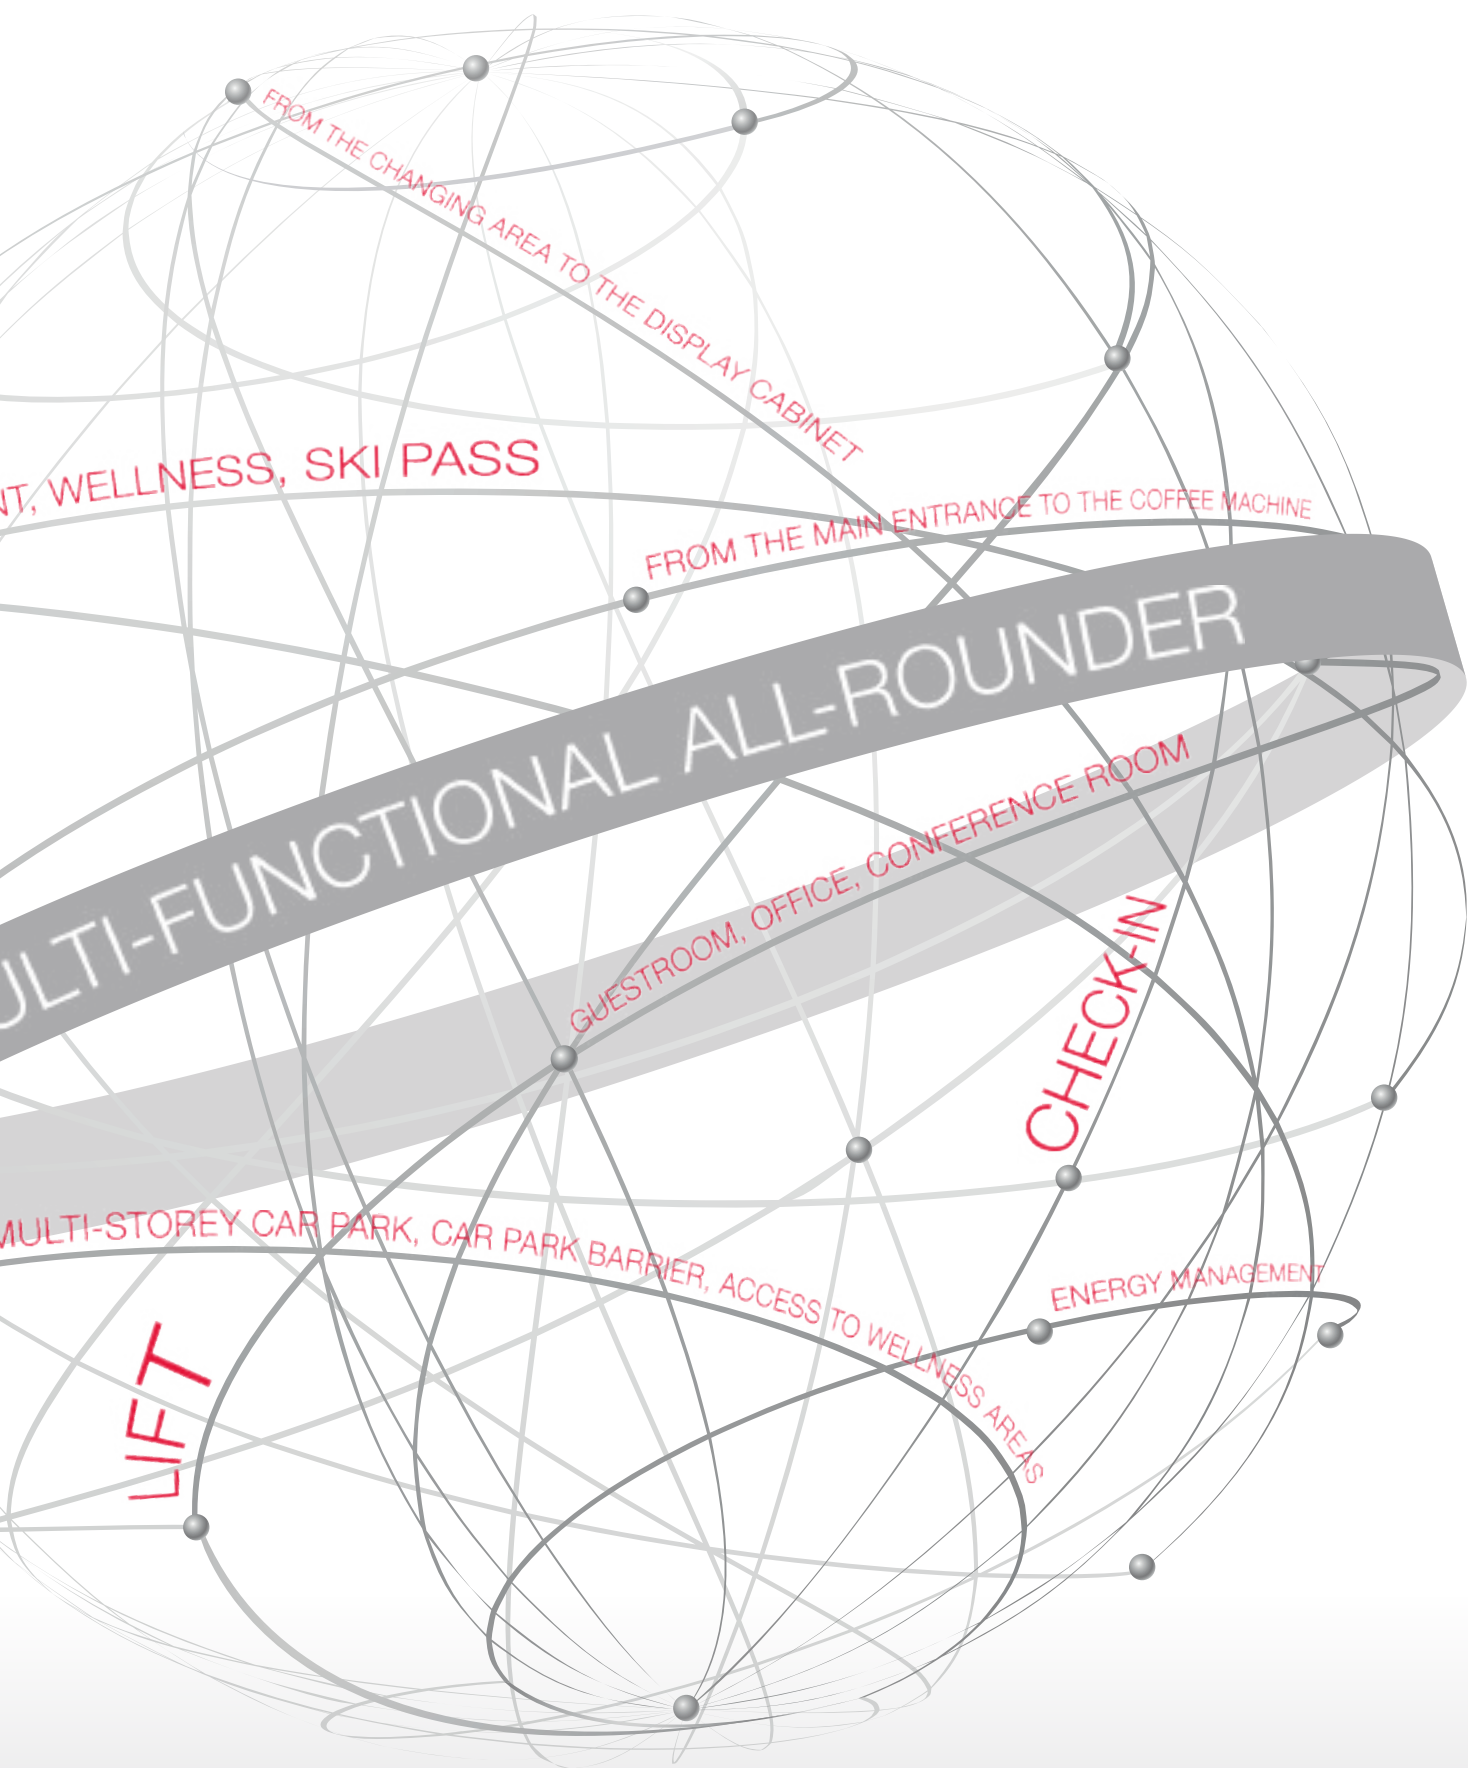 FROM THE CHANGING AREA TO THE DISPLAY CABINET
WELLNESS, SKI PASS
FROM THE MAIN ENTRANCE TO THE COFFEE MACHINE
ULTI-FUNCTIONAL ALL-ROUNDER
GUESTROOM, OFFICE, CONFERENCE ROOM
CHECK-IN
MULTI-STOREY CAR PARK, CAR PARK BARRIER, ACCESS TO WELLNESS AREAS
ENERGY MANAGEMENT
LIFT